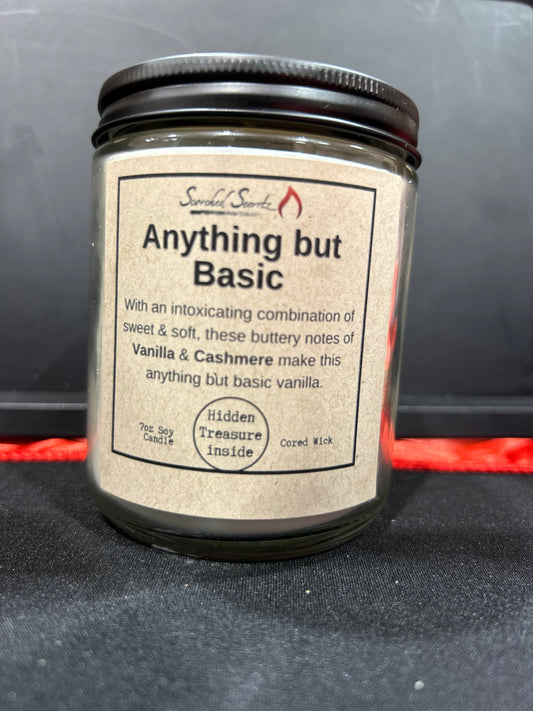 Scorched Secretz
Anything but
Basic
With an intoxicating combination of
sweet & soft, these buttery notes of
Vanilla & Cashmere make this
anything but basic vanilla.
7oz Soy
Candle
Hidden
Treasure
inside
Cored Wick